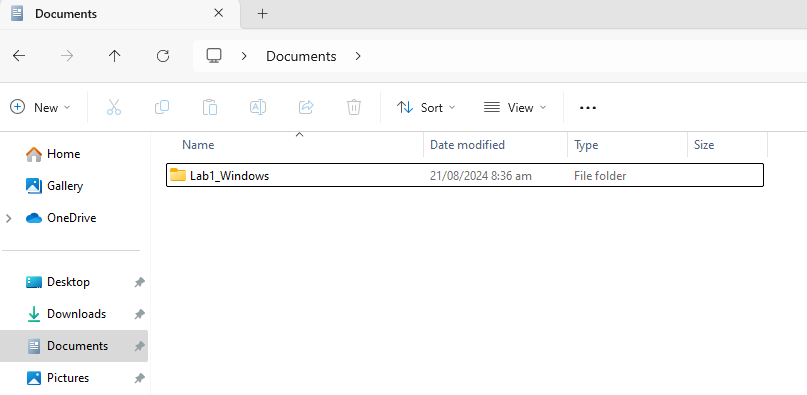 Documents
Documents
New
Sort
View
Name Date modified Type Size
Lab1_Windows 21/08/2024 8:36 am File folder
Home
Gallery
OneDrive
Desktop
Downloads
Documents
Pictures